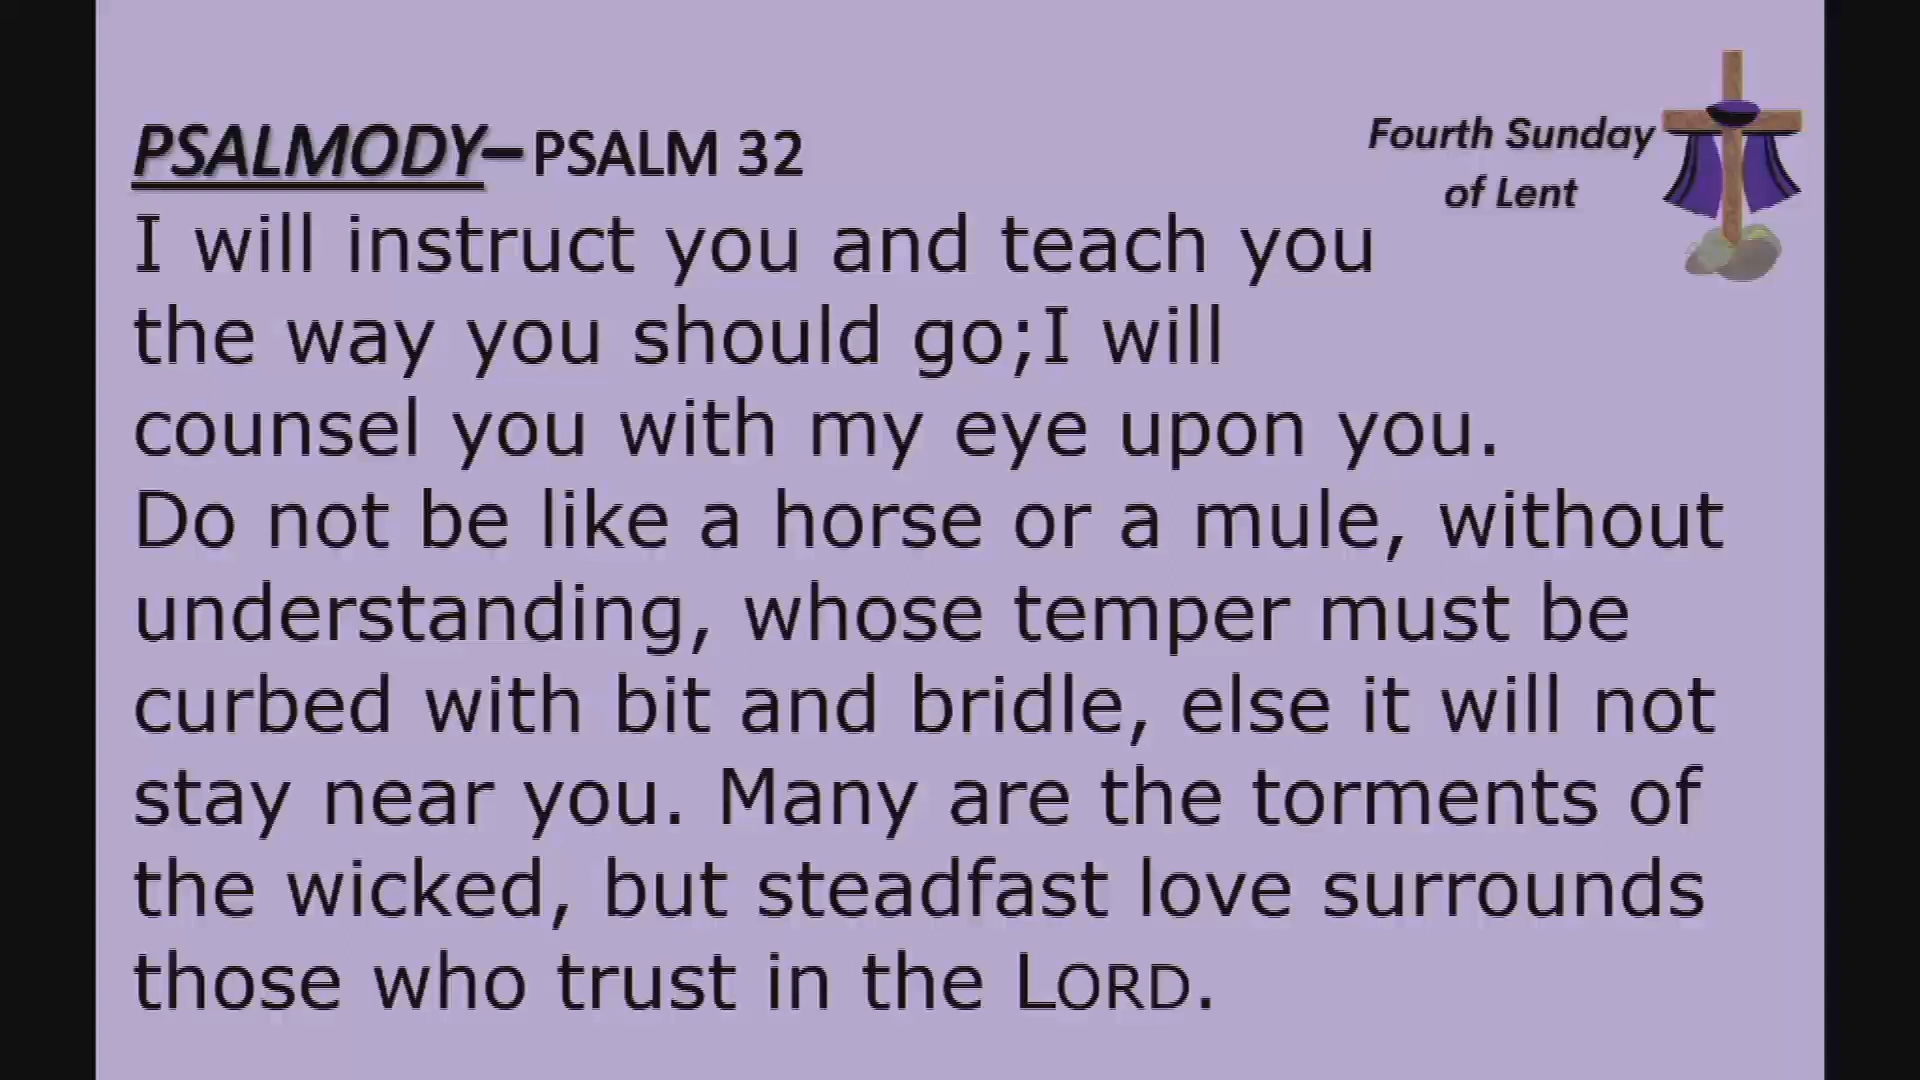 PSALMODY–PSALM 32
Fourth Sunday
of Lent
I will instruct you and teach you
the way you should go;I will
counsel you with my eye upon you.
Do not be like a horse or a mule, without
understanding, whose temper must be
curbed with bit and bridle, else it will not
stay near you. Many are the torments of
the wicked, but steadfast love surrounds
those who trust in the LORD.